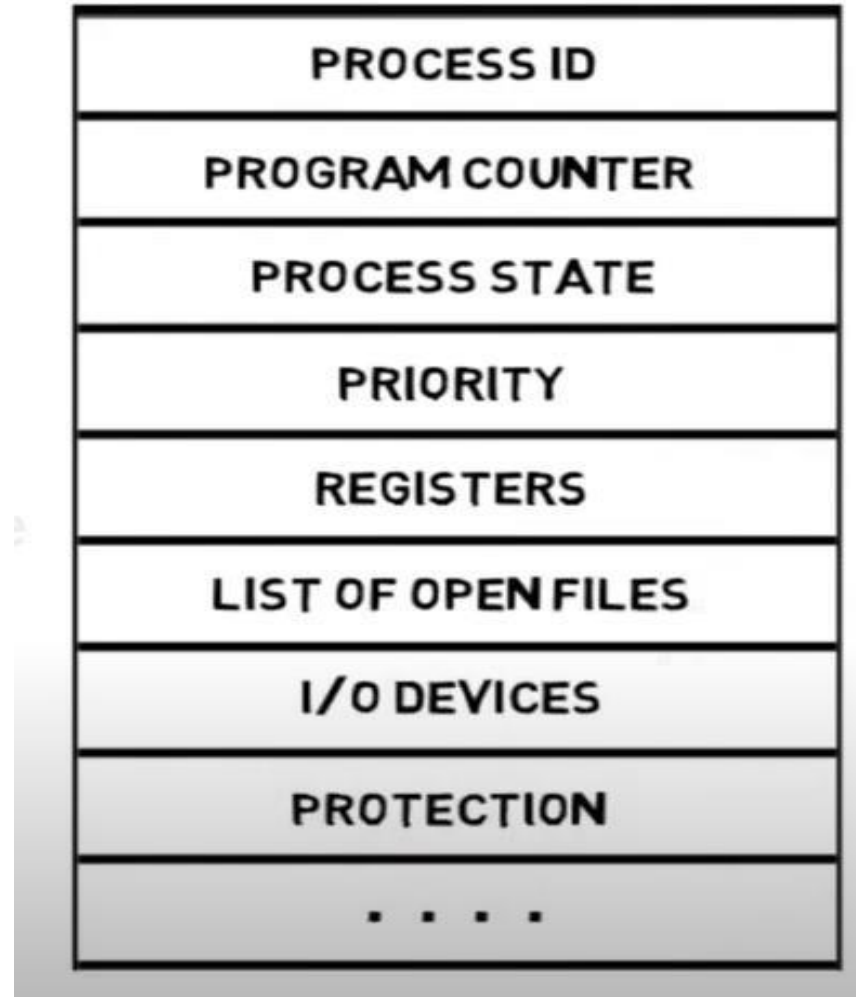 PROCESS ID
PROGRAM COUNTER
PROCESS STATE
PRIORITY
REGISTERS
LIST OF OPEN FILES
I/O DEVICES
PROTECTION
. . . .